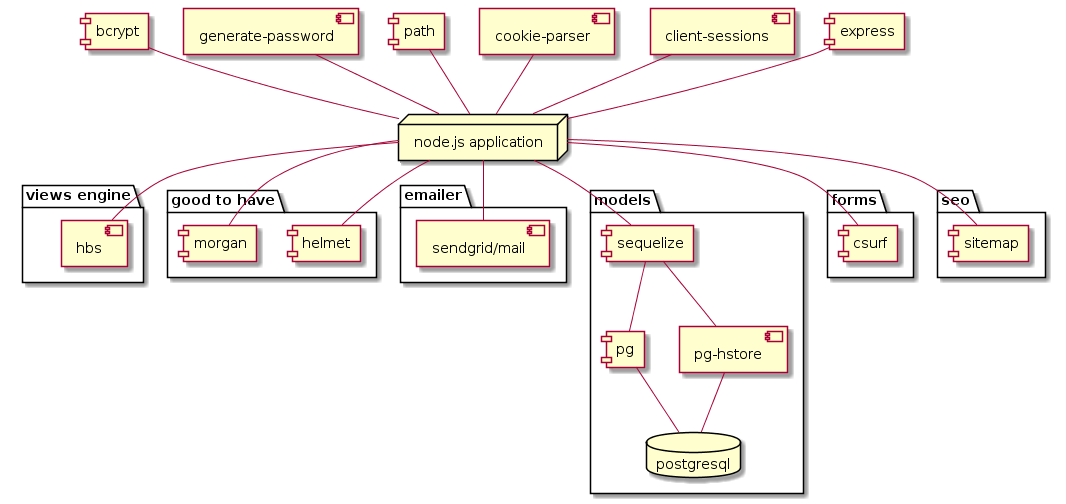 bcrypt
generate-password
path
cookie-parser
client-sessions
express
node.js application
views engine
good to have
emailer
models
forms
seo
hbs
morgan
helmet
sendgrid/mail
sequelize
csurf
sitemap
pg
pg-hstore
postgresql